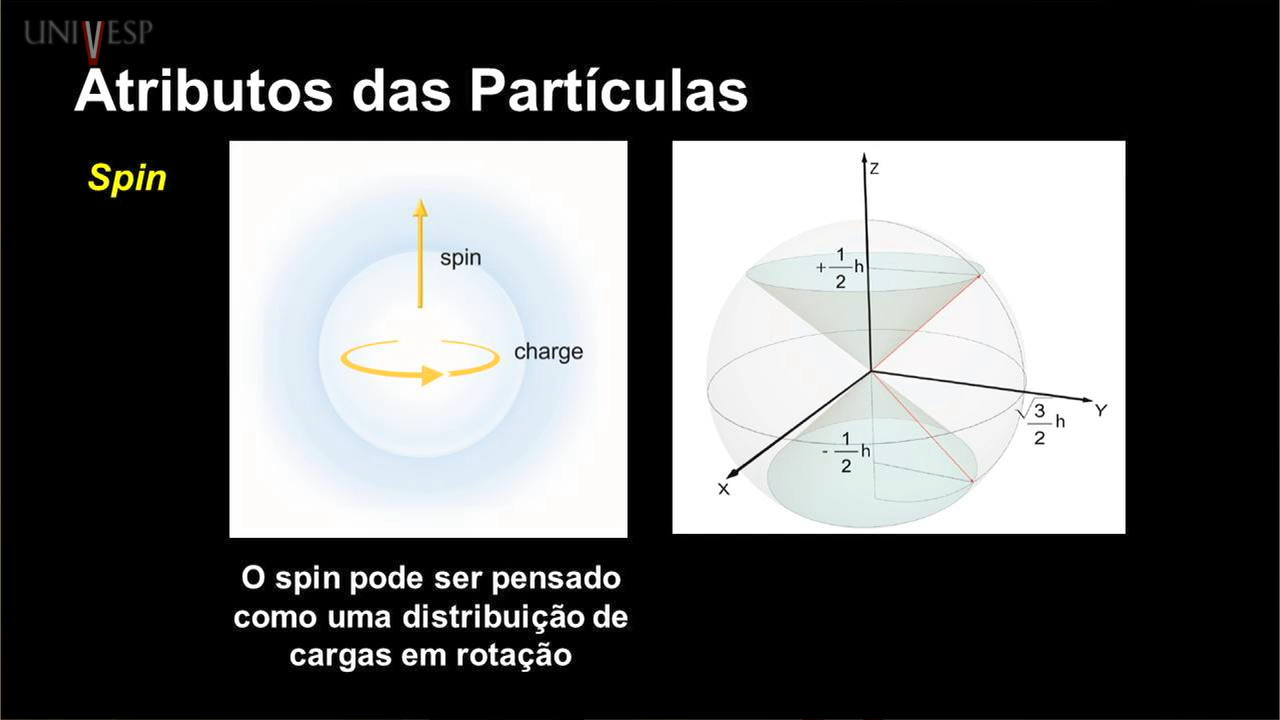 UNIVESP
Atributos das Partículas
Spin
spin
charge
O spin pode ser pensado
como uma distribuição de
cargas em rotação
Z
+ 1/2 h
Y
√3/2 h
- 1/2 h
X